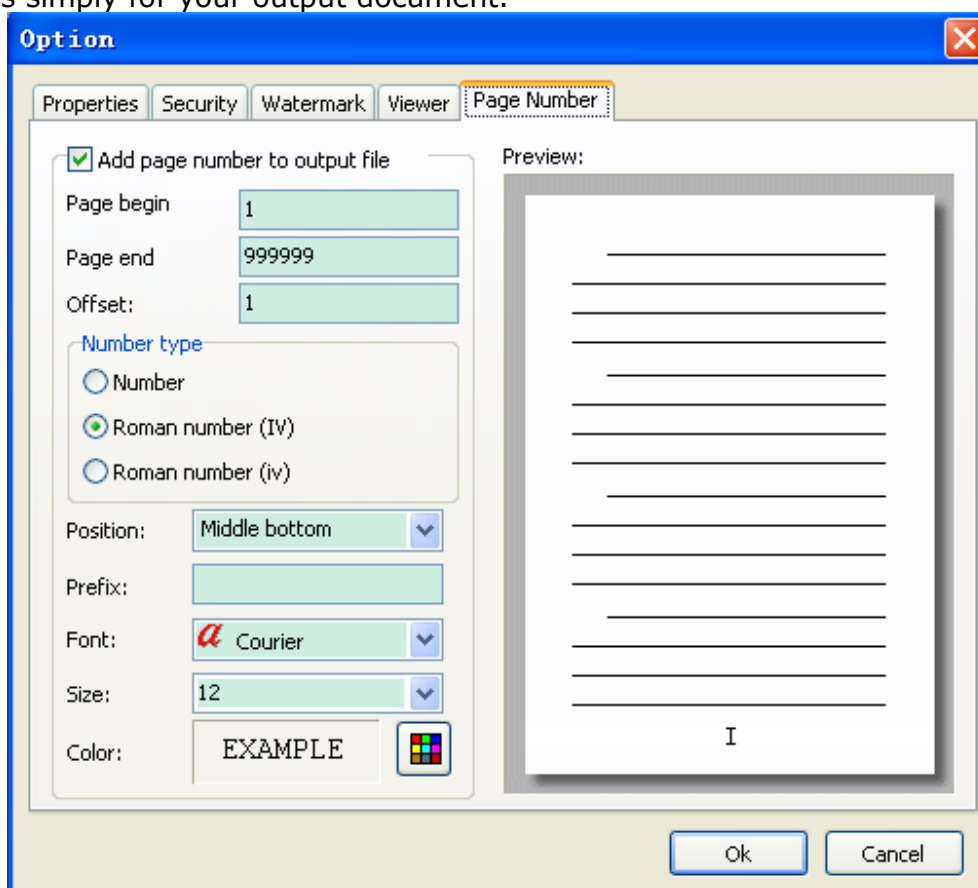 s simply for your output document.
Option
Properties Security Watermark Viewer Page Number
Add page number to output file
Page begin 1
Page end 999999
Offset: 1
Number type
Number
Roman number (IV)
Roman number (iv)
Position: Middle bottom
Prefix:
Font: a Courier
Size: 12
Color: EXAMPLE
Preview:
I
Ok Cancel